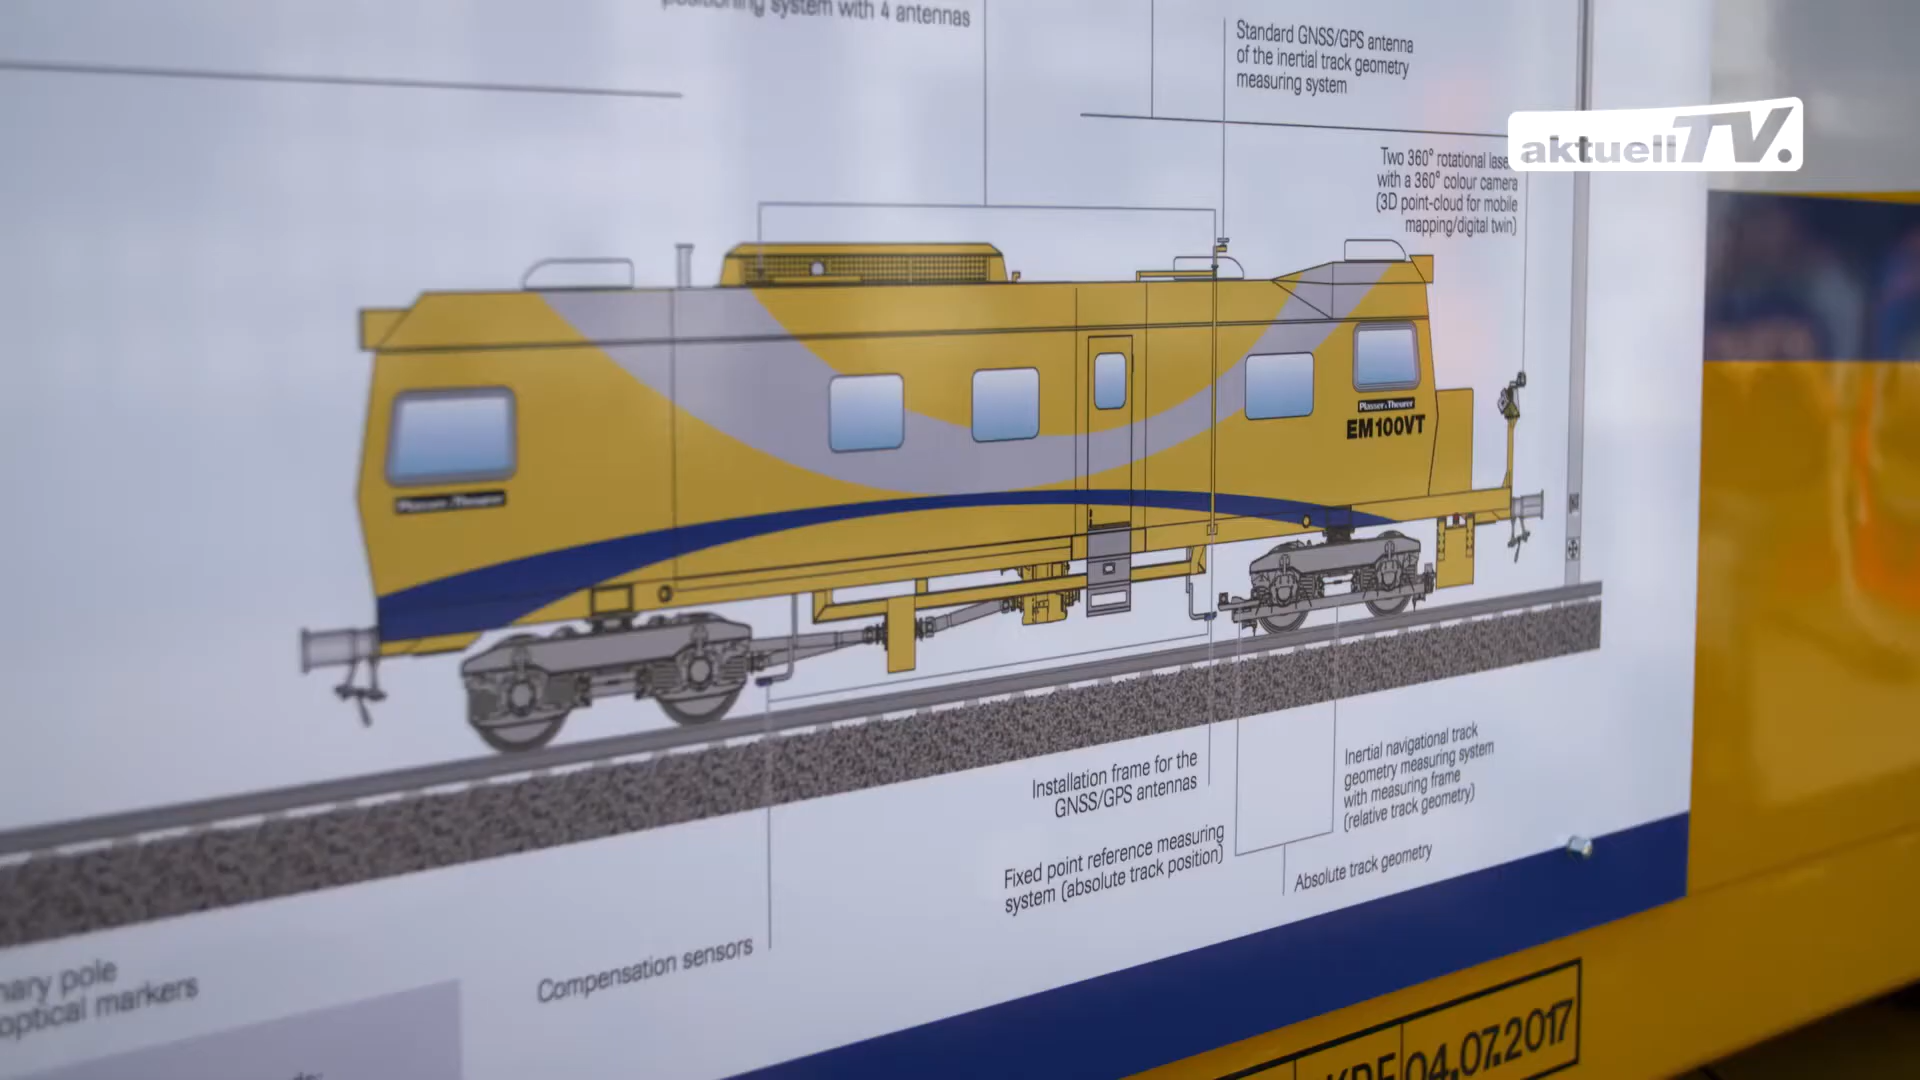 positioning system with 4 antennas
Standard GNSS/GPS antenna
of the inertial track geometry
measuring system
aktuellTV.
Two 360° rotational
with a 360° colour camera
(3D point-cloud for mobile
mapping/digital twin)
Plasser & Theurer
EM100VT
Plasser & Theurer
Installation frame for the
GNSS/GPS antennas
Inertial navigational track
geometry measuring system
with measuring frame
(relative track geometry)
Fixed point reference measuring
system (absolute track position)
Absolute track geometry
Compensation sensors
pole
optical markers
04.07.2017